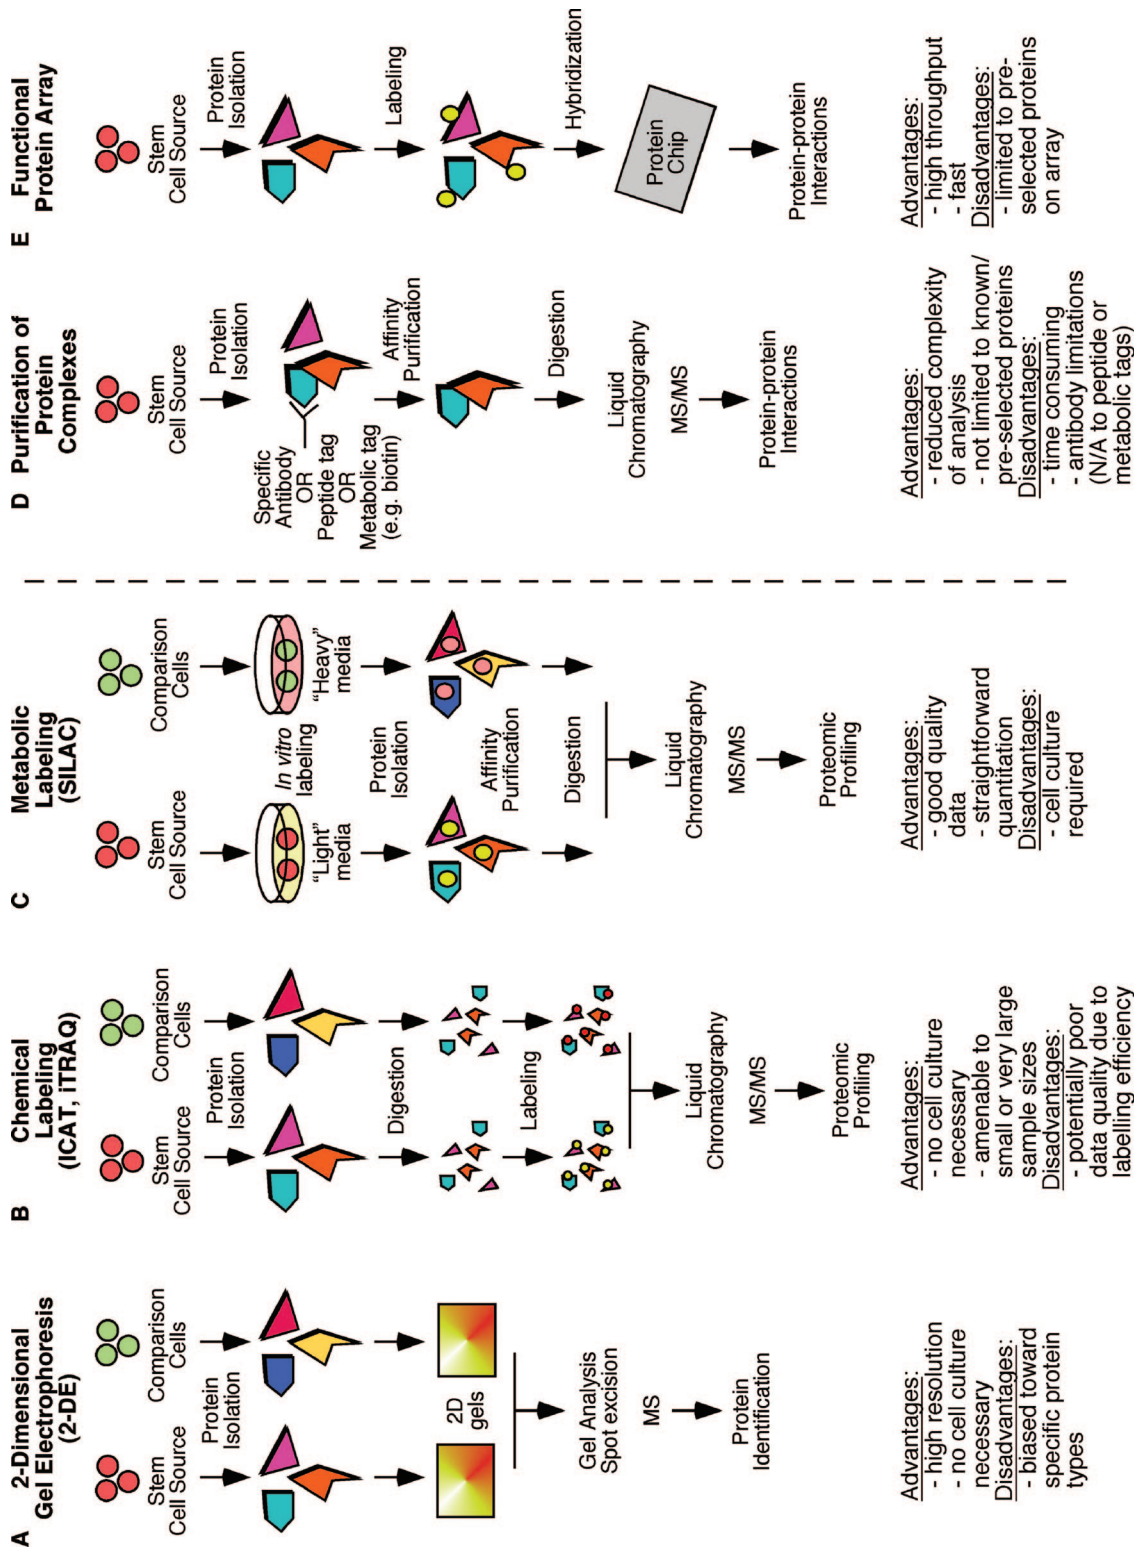 A
2-Dimensional
Gel Electrophoresis
(2-DE)
Stem
Cell Source
Comparison
Cells
Protein
Isolation
2D
gels
Gel Analysis
Spot excision
MS
Protein
Identification
Advantages:
- high resolution
- no cell culture
necessary
Disadvantages:
- biased toward
specific protein
types
B
Chemical
Labeling
(ICAT, iTRAQ)
Stem
Cell Source
Comparison
Cells
Protein
Isolation
Digestion
Labeling
Liquid
Chromatography
MS/MS
Proteomic
Profiling
Advantages:
- no cell culture
necessary
- amenable to
small or very large
sample sizes
Disadvantages:
- potentially poor
data quality due to
labelling efficiency
C
Metabolic
Labeling
(SILAC)
Stem
Cell Source
Comparison
Cells
In vitro
labeling
"Light"
media
"Heavy"
media
Protein
Isolation
Affinity
Purification
Digestion
Liquid
Chromatography
MS/MS
Proteomic
Profiling
Advantages:
- good quality
data
- straightforward
quantitation
Disadvantages:
- cell culture
required
D Purification of
Protein
Complexes
Stem
Cell Source
Protein
Isolation
Specific
Antibody
OR
Peptide tag
OR
Metabolic tag
(e.g. biotin)
Affinity
Purification
Digestion
Liquid
Chromatography
MS/MS
Protein-protein
Interactions
Advantages:
- reduced complexity
of analysis
- not limited to known/
pre-selected proteins
Disadvantages:
- time consuming
- antibody limitations
(N/A to peptide or
metabolic tags)
E
Functional
Protein Array
Stem
Cell Source
Protein
Isolation
Labeling
Hybridization
Protein
Chip
Protein-protein
Interactions
Advantages:
- high throughput
- fast
Disadvantages:
- limited to pre-
selected proteins
on array